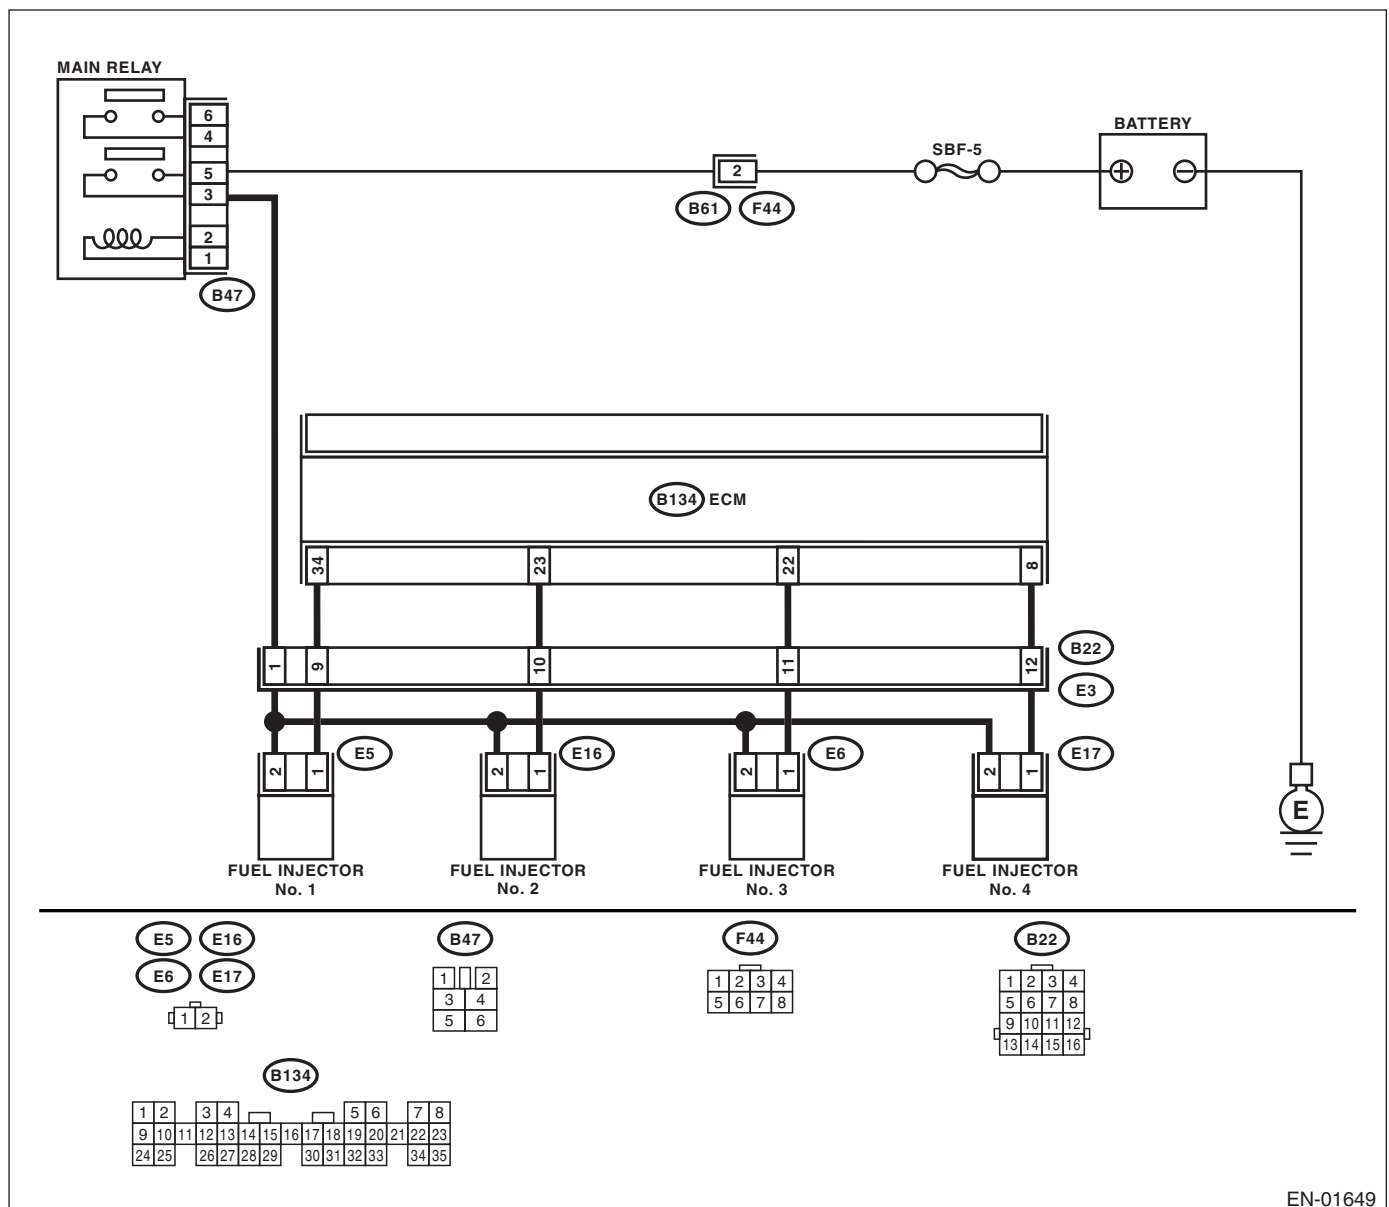 MAIN RELAY
6
4
5
3
2
1
B47
2
B61 F44
SBF-5
BATTERY
+ −
B134 ECM
34 23 22 8
1 9 10 11 12
B22
E3
2 1 E5
2 1 E16
2 1 E6
2 1 E17
E
FUEL INJECTOR
No. 1
FUEL INJECTOR
No. 2
FUEL INJECTOR
No. 3
FUEL INJECTOR
No. 4
E5 E16
E6 E17
1 2
B47
1 2
3 4
5 6
F44
1 2 3 4
5 6 7 8
B22
1 2 3 4
5 6 7 8
9 10 11 12
13 14 15 16
B134
1 2 3 4 5 6 7 8
9 10 11 12 13 14 15 16 17 18 19 20 21 22 23
24 25 26 27 28 29 30 31 32 33 34 35
EN-01649